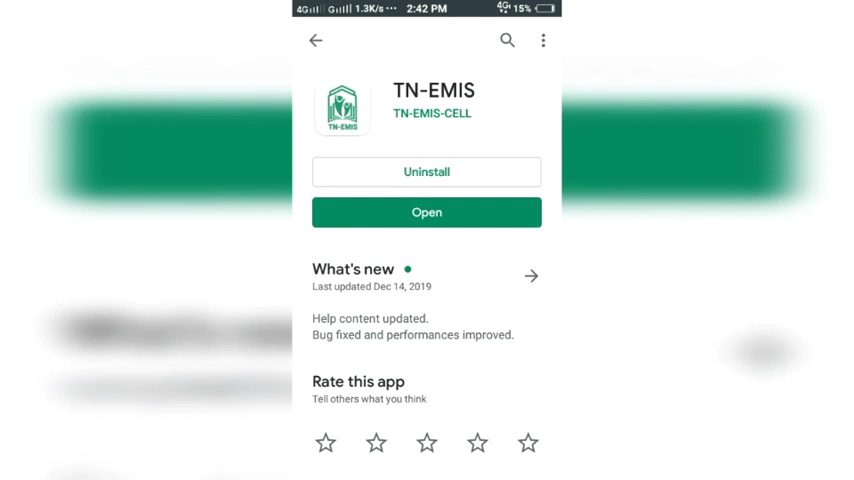 4G 1.3K/s ··· 2:42 PM 4G 15%
TN-EMIS
TN-EMIS
TN-EMIS-CELL
Uninstall
Open
What's new
Last updated Dec 14, 2019
Help content updated.
Bug fixed and performances improved.
Rate this app
Tell others what you think